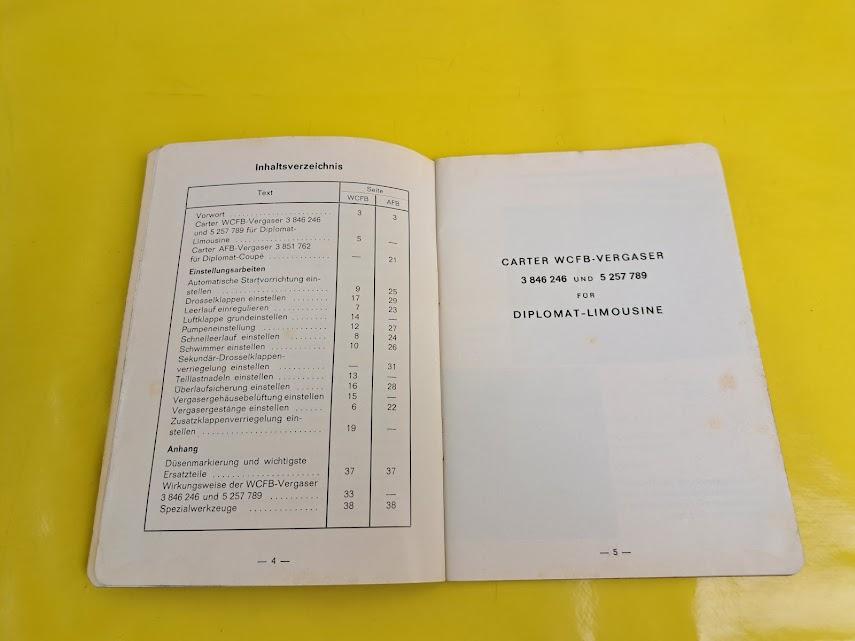 Inhaltsverzeichnis
Text
Seite
WCFB AFB
Vorwort . . . . . . . . . . . . . . . . . . . . . . 3 3
Carter WCFB-Vergaser 3 846 246
und 5 257 789 für Diplomat-
Limousine . . . . . . . . . . . . . . . . . . . . 5 —
Carter AFB-Vergaser 3 851 762
für Diplomat-Coupé . . . . . . . . . . . . . — 21
Einstellungsarbeiten
Automatische Startvorrichtung ein-
stellen . . . . . . . . . . . . . . . . . . . . . . . 9 25
Drosselklappen einstellen . . . . . . . 17 29
Leerlauf einregulieren . . . . . . . . . . 7 23
Luftklappe grundeinstellen . . . . . . . 14 —
Pumpeneinstellung . . . . . . . . . . . . . 12 27
Schnelleerlauf einstellen . . . . . . . . 8 24
Schwimmer einstellen . . . . . . . . . . . 10 26
Sekundär-Drosselklappen-
verriegelung einstellen . . . . . . . . . . — 31
Teillastnadeln einstellen . . . . . . . . . 13 —
Überlaufsicherung einstellen . . . . . 16 28
Vergasergehäusebelüftung einstellen 15 —
Vergasergestänge einstellen . . . . . . 6 22
Zusatzklappenverriegelung ein-
stellen . . . . . . . . . . . . . . . . . . . . . . . 19 —
Anhang
Düsenmarkierung und wichtigste
Ersatzteile . . . . . . . . . . . . . . . . . . . . 37 37
Wirkungsweise der WCFB-Vergaser
3 846 246 und 5 257 789 . . . . . . . . . . 33 —
Spezialwerkzeuge . . . . . . . . . . . . . . 38 38
— 4 —
CARTER WCFB-VERGASER
3 846 246 UND 5 257 789
FÜR
DIPLOMAT-LIMOUSINE
— 5 —